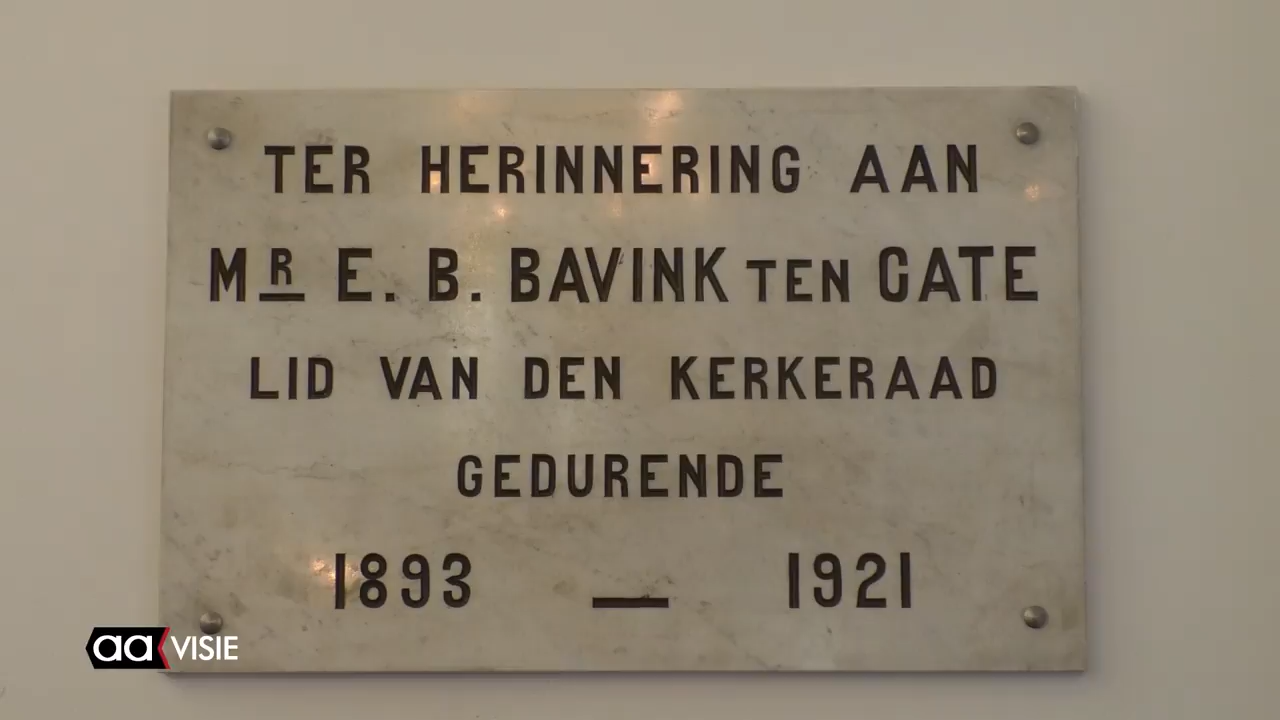 TER HERINNERING AAN
MR E. B. BAVINK TEN CATE
LID VAN DEN KERKERAAD
GEDURENDE
1893 — 1921
aa VISIE